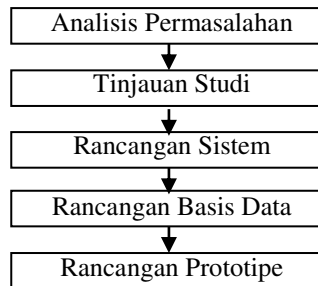 Analisis Permasalahan
Tinjauan Studi
Rancangan Sistem
Rancangan Basis Data
Rancangan Prototipe